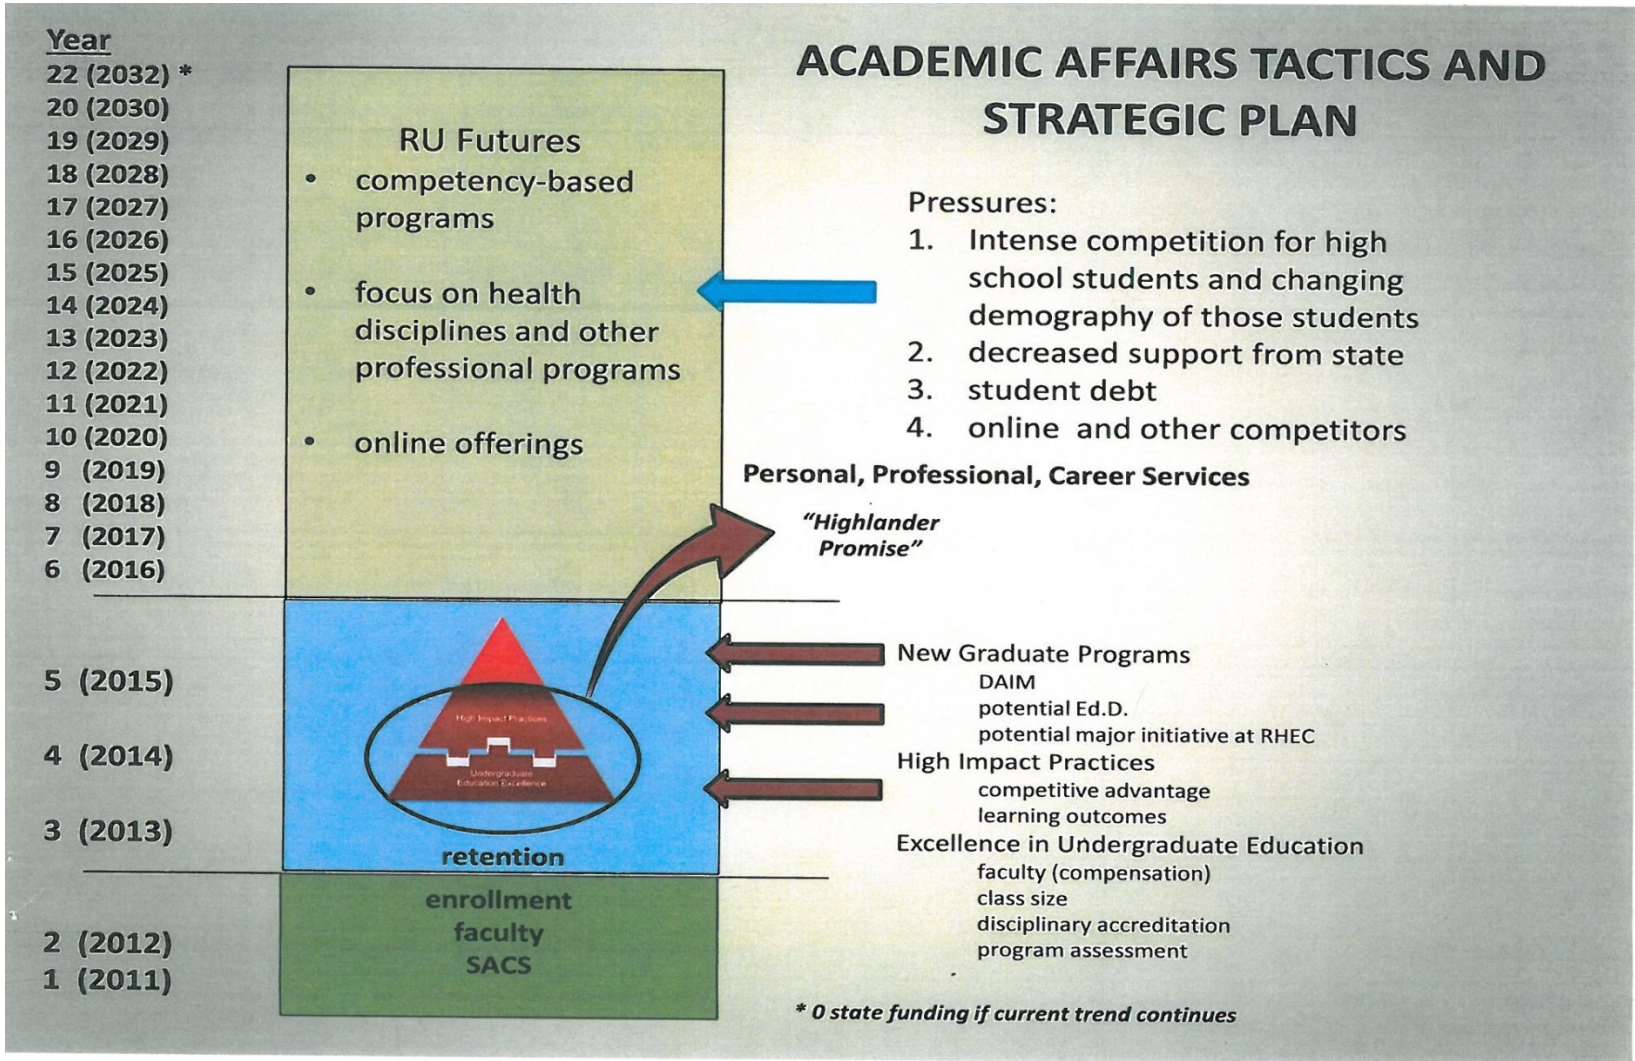 Year
22 (2032) *
20 (2030)
19 (2029)
18 (2028)
17 (2027)
16 (2026)
15 (2025)
14 (2024)
13 (2023)
12 (2022)
11 (2021)
10 (2020)
9 (2019)
8 (2018)
7 (2017)
6 (2016)
5 (2015)
4 (2014)
3 (2013)
2 (2012)
1 (2011)
RU Futures
• competency-based
programs
• focus on health
disciplines and other
professional programs
• online offerings
High Impact Practices
Undergraduate
Education Excellence
retention
enrollment
faculty
SACS
ACADEMIC AFFAIRS TACTICS AND
STRATEGIC PLAN
Pressures:
1. Intense competition for high
school students and changing
demography of those students
2. decreased support from state
3. student debt
4. online and other competitors
Personal, Professional, Career Services
“Highlander
Promise”
New Graduate Programs
DAIM
potential Ed.D.
potential major initiative at RHEC
High Impact Practices
competitive advantage
learning outcomes
Excellence in Undergraduate Education
faculty (compensation)
class size
disciplinary accreditation
program assessment
* 0 state funding if current trend continues